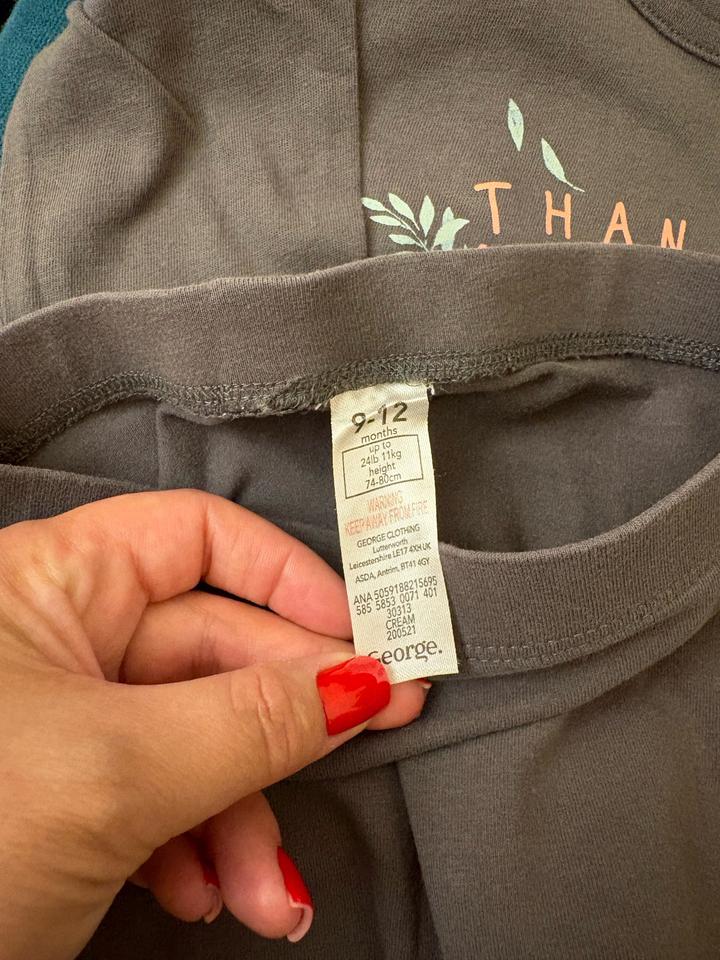 THAN
9-12
months
up to
24lb 11kg
height
74-80cm
WARNING
KEEP AWAY FROM FIRE
GEORGE CLOTHING
Lutterworth
Leicestershire LE17 4XH UK
ASDA, Antrim, BT41 4GY
ANA 5059188215695
585 5853 0071 401
30313
CREAM
200521
George.